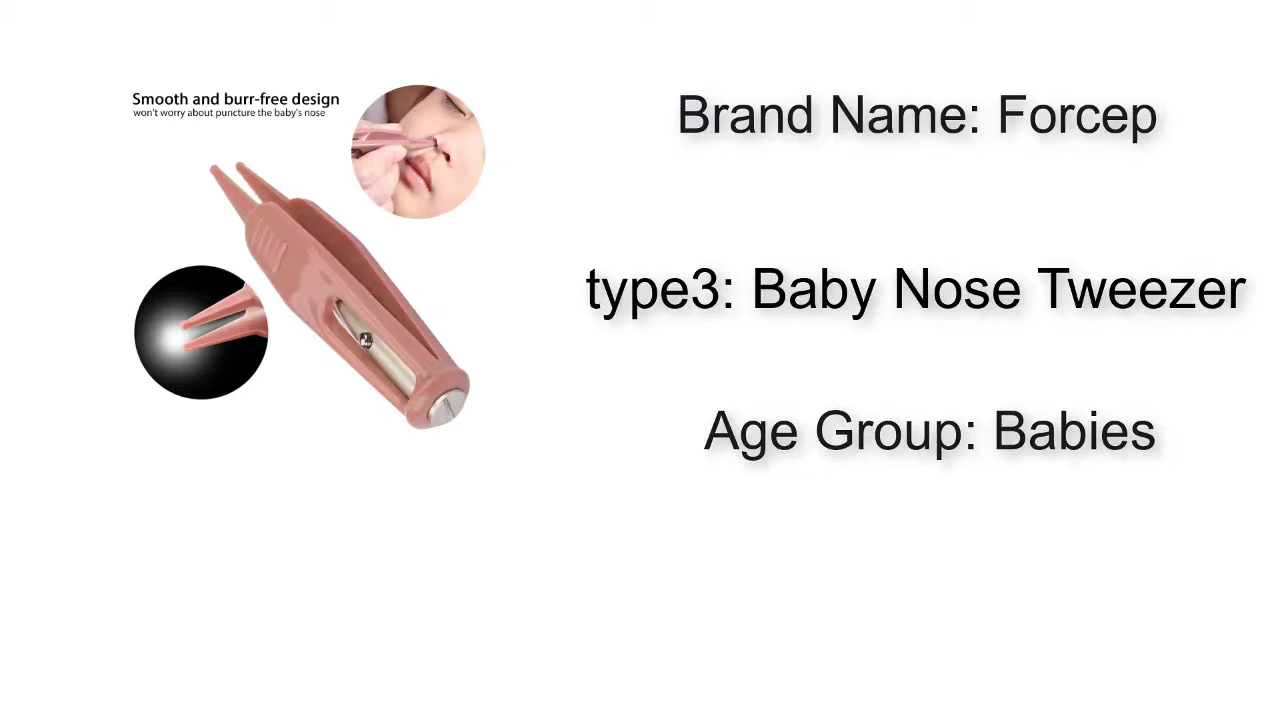 Smooth and burr-free design
won't worry about puncture the baby's nose
Brand Name: Forcep
type3: Baby Nose Tweezer
Age Group: Babies